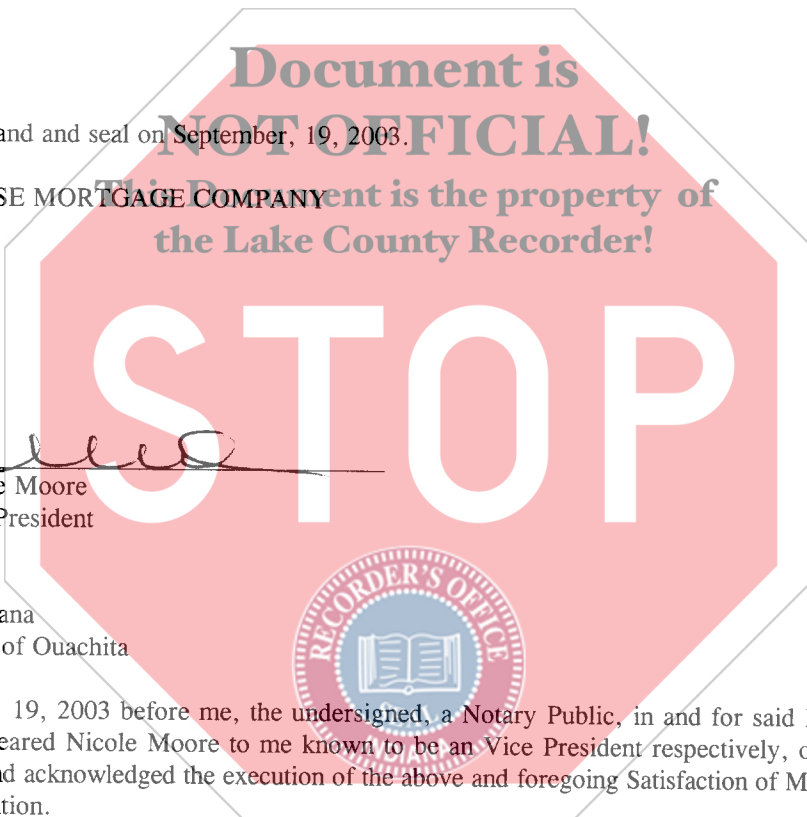 Document is
and and seal on September, 19, 2003.
NOT OFFICIAL!
SE MORTGAGE COMPANY
This Document is the property of
the Lake County Recorder!
STOP
e Moore
President
RECORDER'S OFFICE
ana
of Ouachita
19, 2003 before me, the undersigned, a Notary Public, in and for said
eared Nicole Moore to me known to be an Vice President respectively, o
INDIANA
nd acknowledged the execution of the above and foregoing Satisfaction of M
tion.